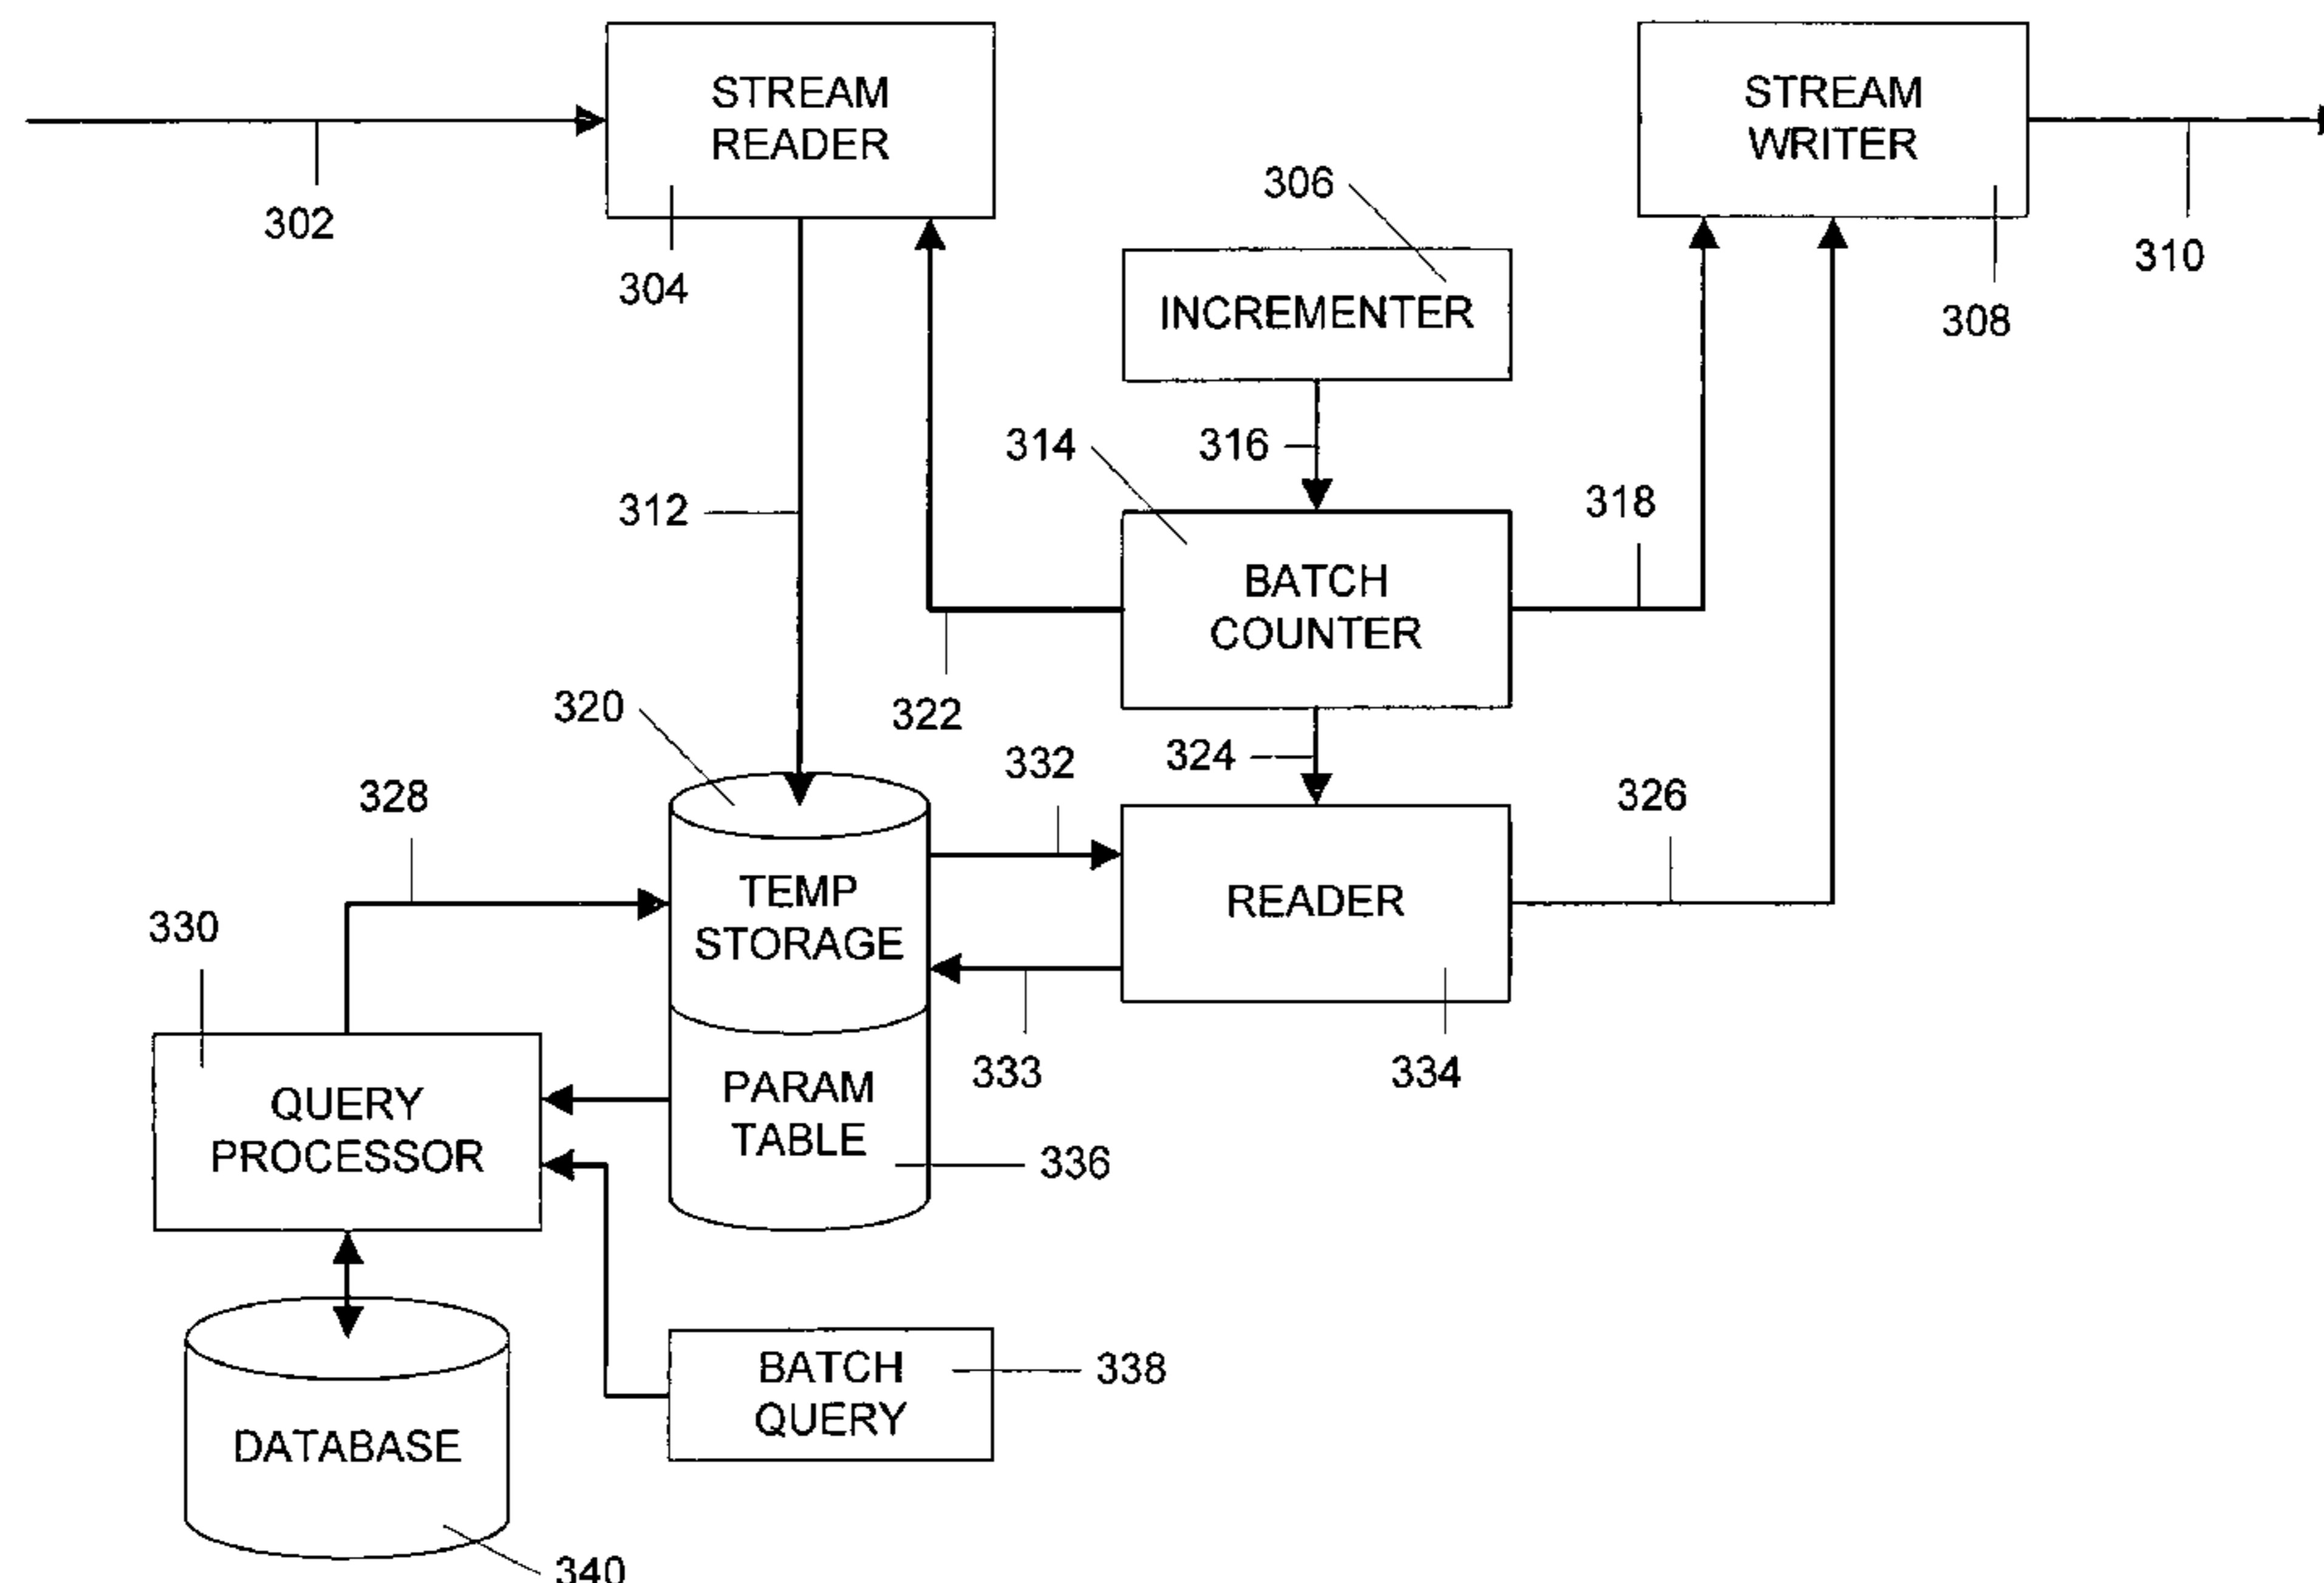 STREAM
READER
STREAM
WRITER
302
304
306
INCREMENTER
308
310
312
314
316
318
BATCH
COUNTER
320
322
324
326
328
332
TEMP
STORAGE
READER
330
333
334
QUERY
PROCESSOR
PARAM
TABLE
336
BATCH
QUERY
338
DATABASE
340